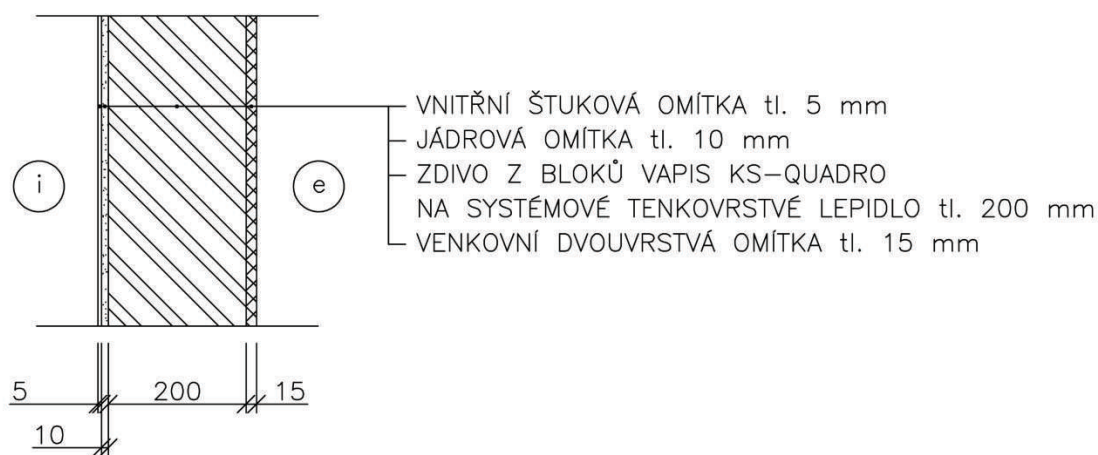 VNITŘNÍ ŠTUKOVÁ OMÍTKA tl. 5 mm
JÁDROVÁ OMÍTKA tl. 10 mm
ZDIVO Z BLOKŮ VAPIS KS-QUADRO
NA SYSTÉMOVÉ TENKOVRSTVÉ LEPIDLO tl. 200 mm
VENKOVNÍ DVOUVRSTVÁ OMÍTKA tl. 15 mm
i
e
5 200 15
10